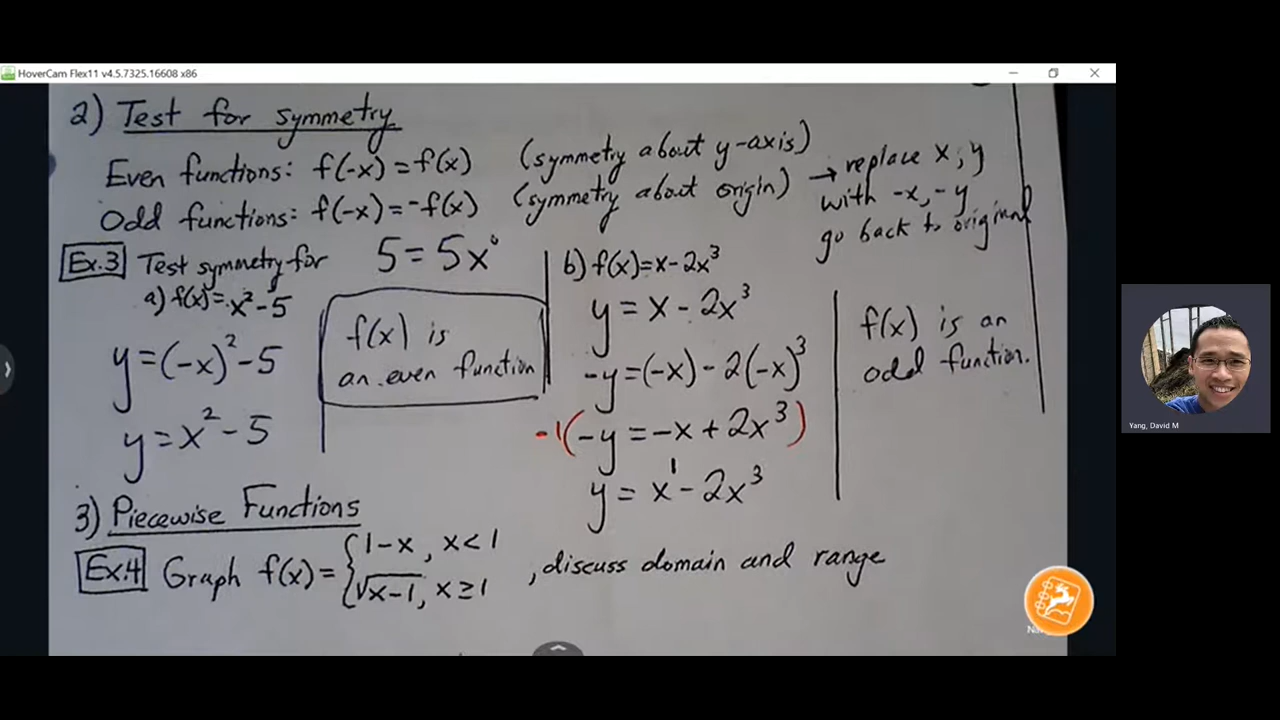 HoverCam Flex11 v4.5.7325.16608 x86
2) Test for symmetry
Even functions: f(-x) = f(x) (symmetry about y-axis)
Odd functions: f(-x) = -f(x) (symmetry about origin)
→ replace x, y
with -x, -y
go back to original
Ex.3 Test symmetry for
5 = 5x⁰
a) f(x) = x² - 5
y = (-x)² - 5
y = x² - 5
f(x) is
an even function
b) f(x) = x - 2x³
y = x - 2x³
-y = (-x) - 2(-x)³
-1(-y = -x + 2x³)
y = x¹ - 2x³
f(x) is an
odd function.
3) Piecewise Functions
Ex.4 Graph f(x) = { 1-x, x < 1
√x-1, x ≥ 1
, discuss domain and range
Yang, David M